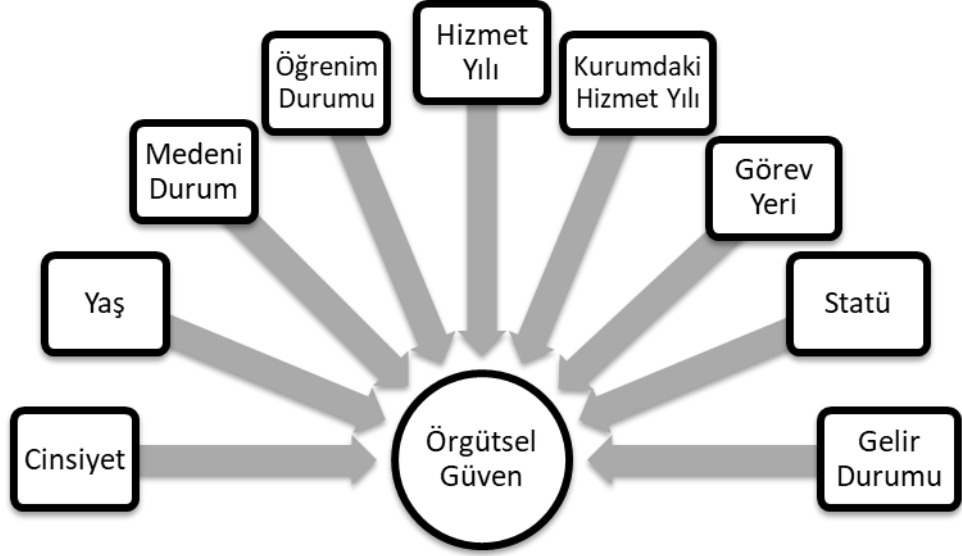 Hizmet
Yılı
Öğrenim
Durumu
Kurumdaki
Hizmet Yılı
Medeni
Durum
Görev
Yeri
Yaş
Statü
Cinsiyet
Örgütsel
Güven
Gelir
Durumu